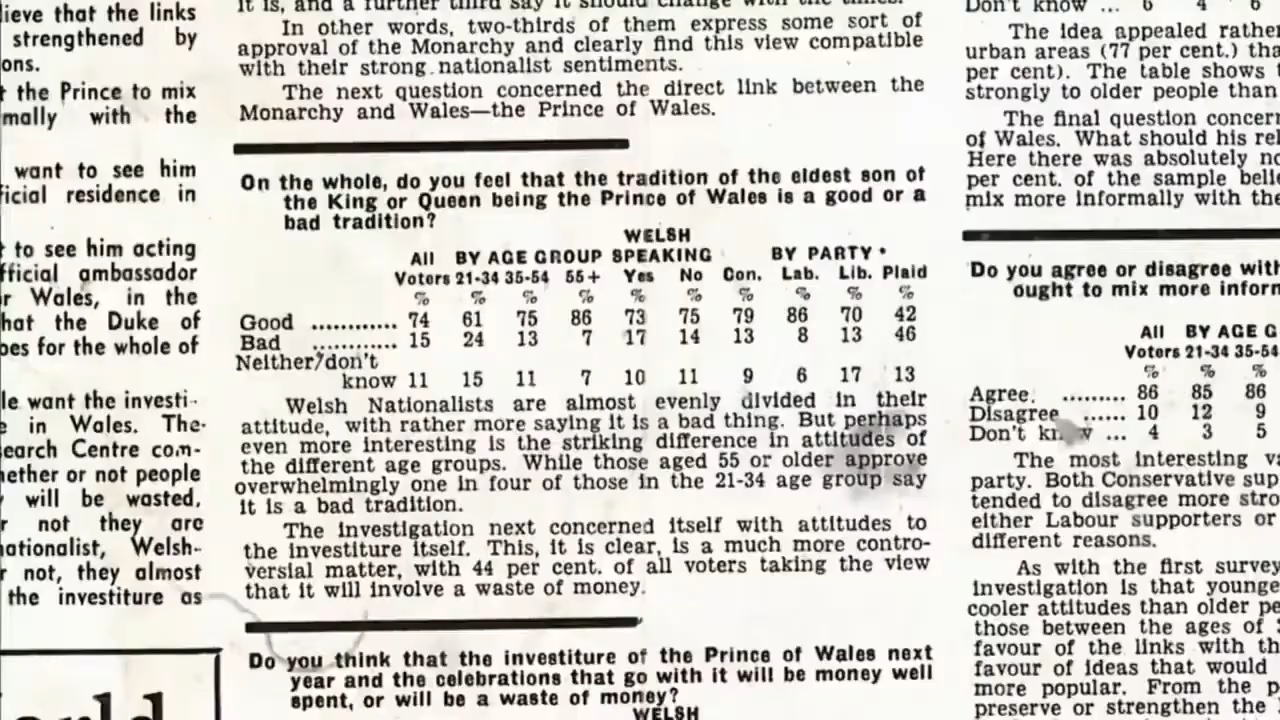 lieve that the links
strengthened by
ons.
the Prince to mix
mally with the
want to see him
ficial residence in
to see him acting
fficial ambassador
r Wales, in the
hat the Duke of
oes for the whole of
le want the investi-
e in Wales. The
search Centre com-
hether or not people
will be wasted,
r not they are
nationalist, Welsh-
r not, they almost
the investiture as
orld
it is, and a further third say it should change with the times.
In other words, two-thirds of them express some sort of
approval of the Monarchy and clearly find this view compatible
with their strong nationalist sentiments.
The next question concerned the direct link between the
Monarchy and Wales—the Prince of Wales.
On the whole, do you feel that the tradition of the eldest son of
the King or Queen being the Prince of Wales is a good or a
bad tradition?
WELSH
All BY AGE GROUP SPEAKING BY PARTY *
Voters 21-34 35-54 55+ Yes No Con. Lab. Lib. Plaid
% % % % % % % % % %
Good ............ 74 61 75 86 73 75 79 86 70 42
Bad ............ 15 24 13 7 17 14 13 8 13 46
Neither/don't
know 11 15 11 7 10 11 9 6 17 13
Welsh Nationalists are almost evenly divided in their
attitude, with rather more saying it is a bad thing. But perhaps
even more interesting is the striking difference in attitudes of
the different age groups. While those aged 55 or older approve
overwhelmingly one in four of those in the 21-34 age group say
it is a bad tradition.
The investigation next concerned itself with attitudes to
the investiture itself. This, it is clear, is a much more contro-
versial matter, with 44 per cent. of all voters taking the view
that it will involve a waste of money.
Do you think that the investiture of the Prince of Wales next
year and the celebrations that go with it will be money well
spent, or will be a waste of money?
WELSH
Don't know ... 6 4 6
The idea appealed rather
urban areas (77 per cent.) tha
per cent). The table shows t
strongly to older people than
The final question concern
of Wales. What should his rel
Here there was absolutely no
per cent. of the sample belie
mix more informally with the
Do you agree or disagree with
ought to mix more inform
All BY AGE G
Voters 21-34 35-54
% % %
Agree. ......... 86 85 86
Disagree ...... 10 12 9
Don't know ... 4 3 5
The most interesting va
party. Both Conservative sup
tended to disagree more stro
either Labour supporters or
different reasons.
As with the first survey
investigation is that younge
cooler attitudes than older pe
those between the ages of
favour of the links with th
favour of ideas that would
more popular. From the p
preserve or strengthen the